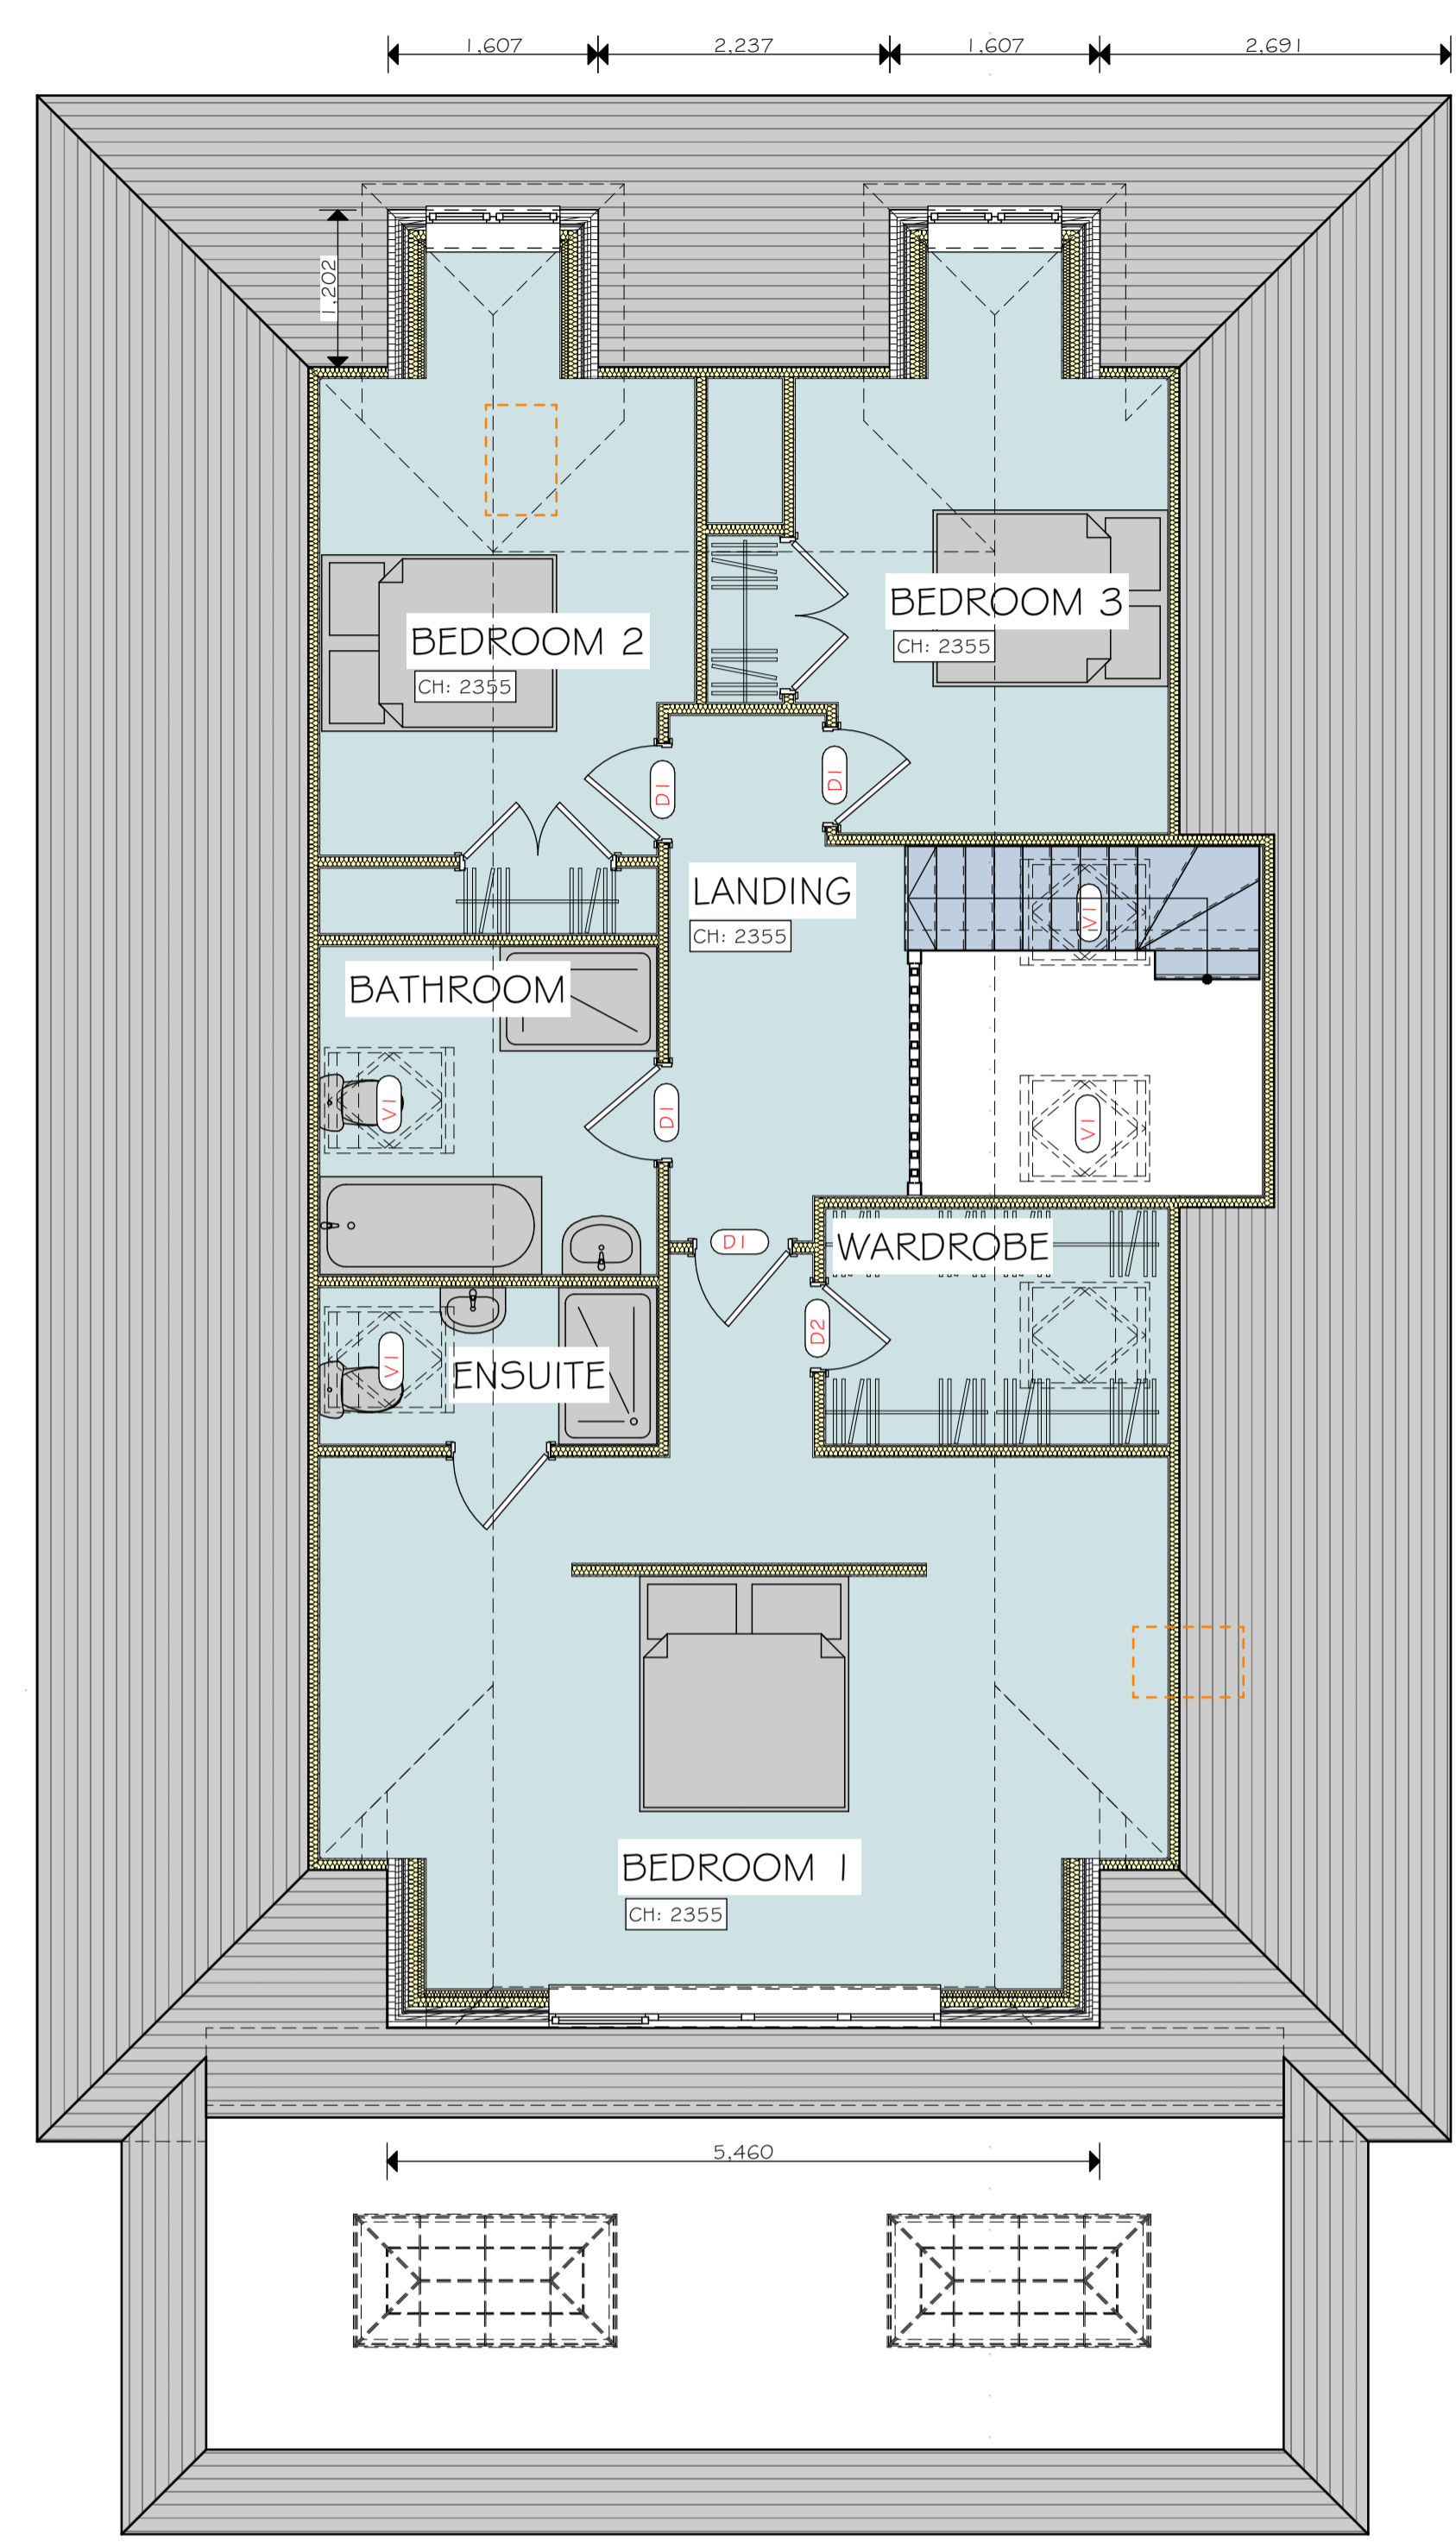 1,607
2,237
1,607
2,691
1,202
BEDROOM 3
CH: 2355
BEDROOM 2
CH: 2355
D1
D1
LANDING
CH: 2355
V1
BATHROOM
V1
D1
V1
D1
WARDROBE
D2
V1
ENSUITE
BEDROOM 1
CH: 2355
5,460